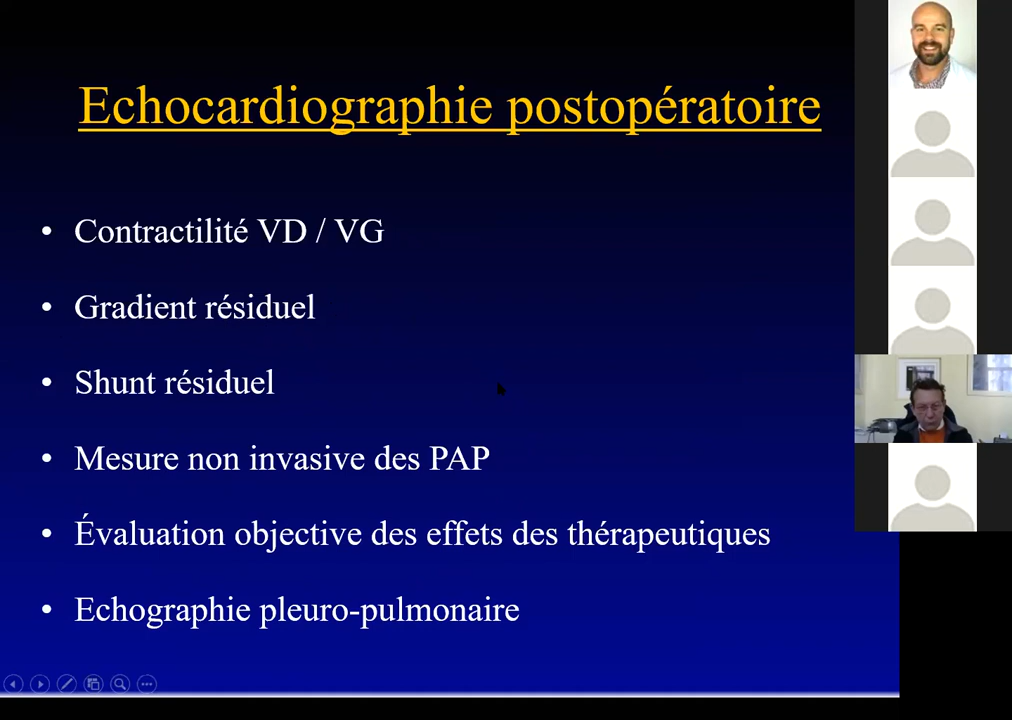 Echocardiographie postopératoire
• Contractilité VD / VG
• Gradient résiduel
• Shunt résiduel
• Mesure non invasive des PAP
• Évaluation objective des effets des thérapeutiques
• Echographie pleuro-pulmonaire